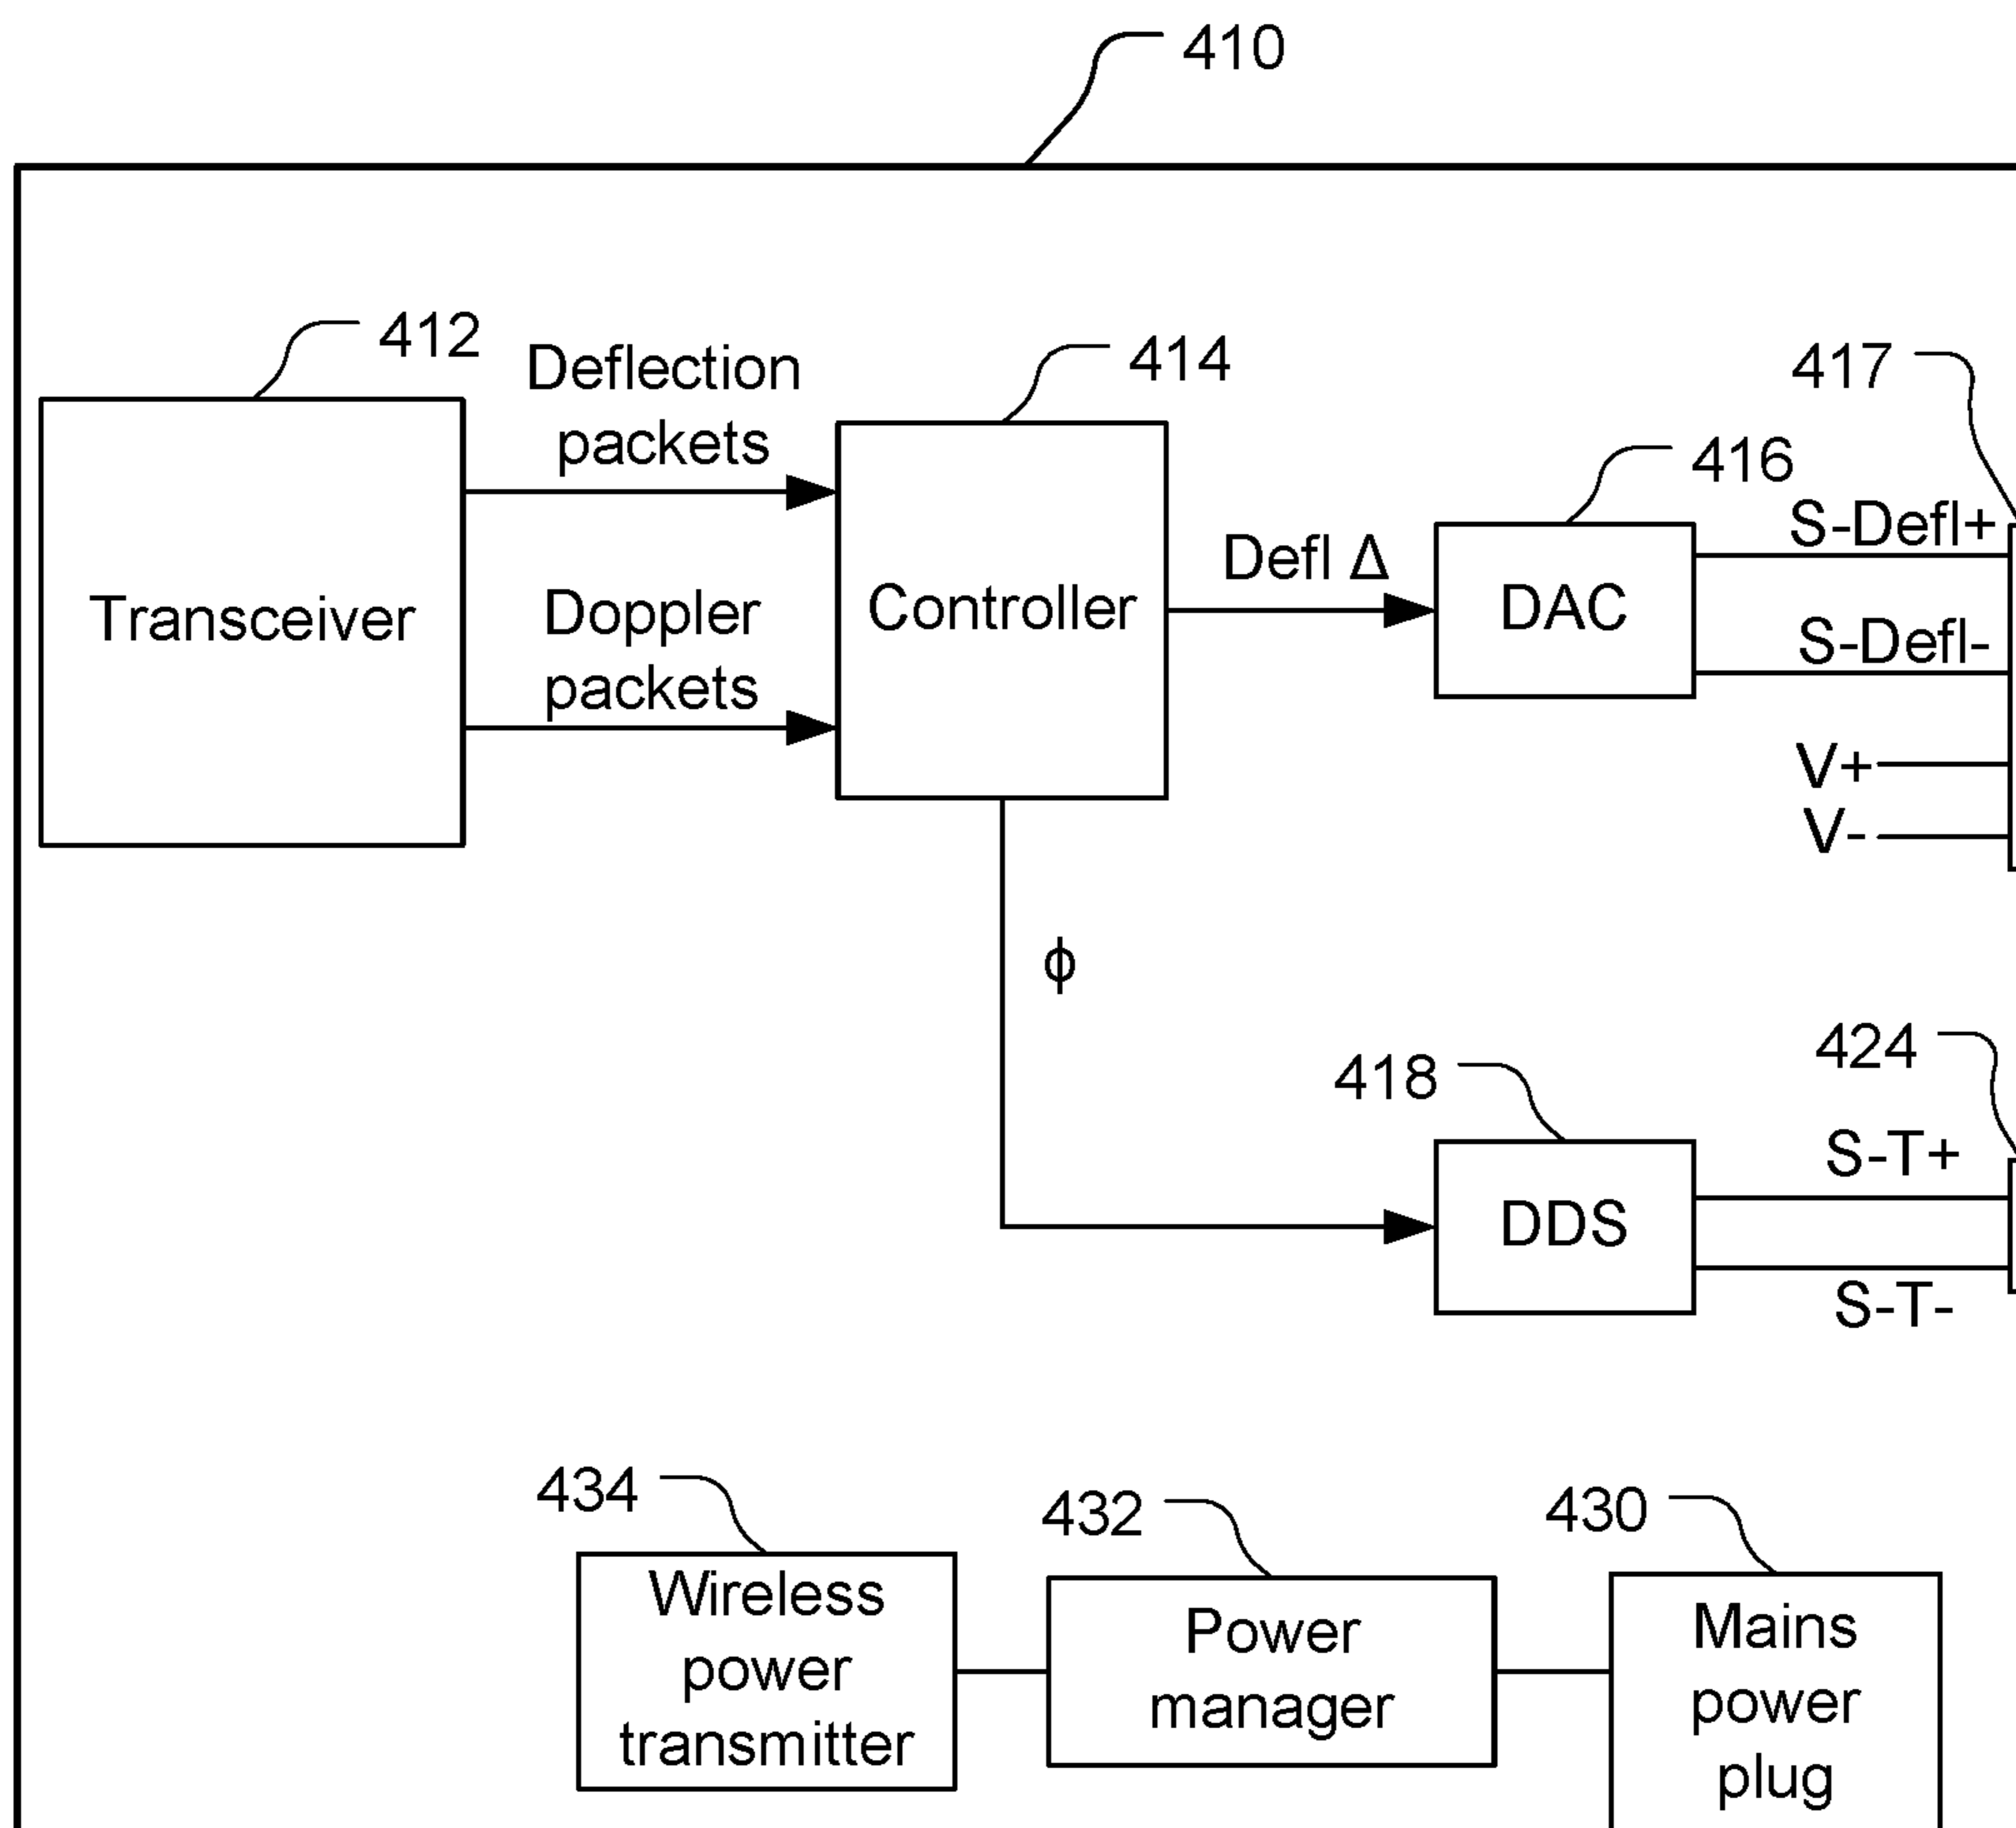 410
412
Deflection
packets
414
417
416
S-Defl+
Defl Δ
Transceiver
Doppler
packets
Controller
DAC
S-Defl-
V+
V-
ϕ
424
418
S-T+
DDS
S-T-
434
432
430
Wireless
power
transmitter
Power
manager
Mains
power
plug